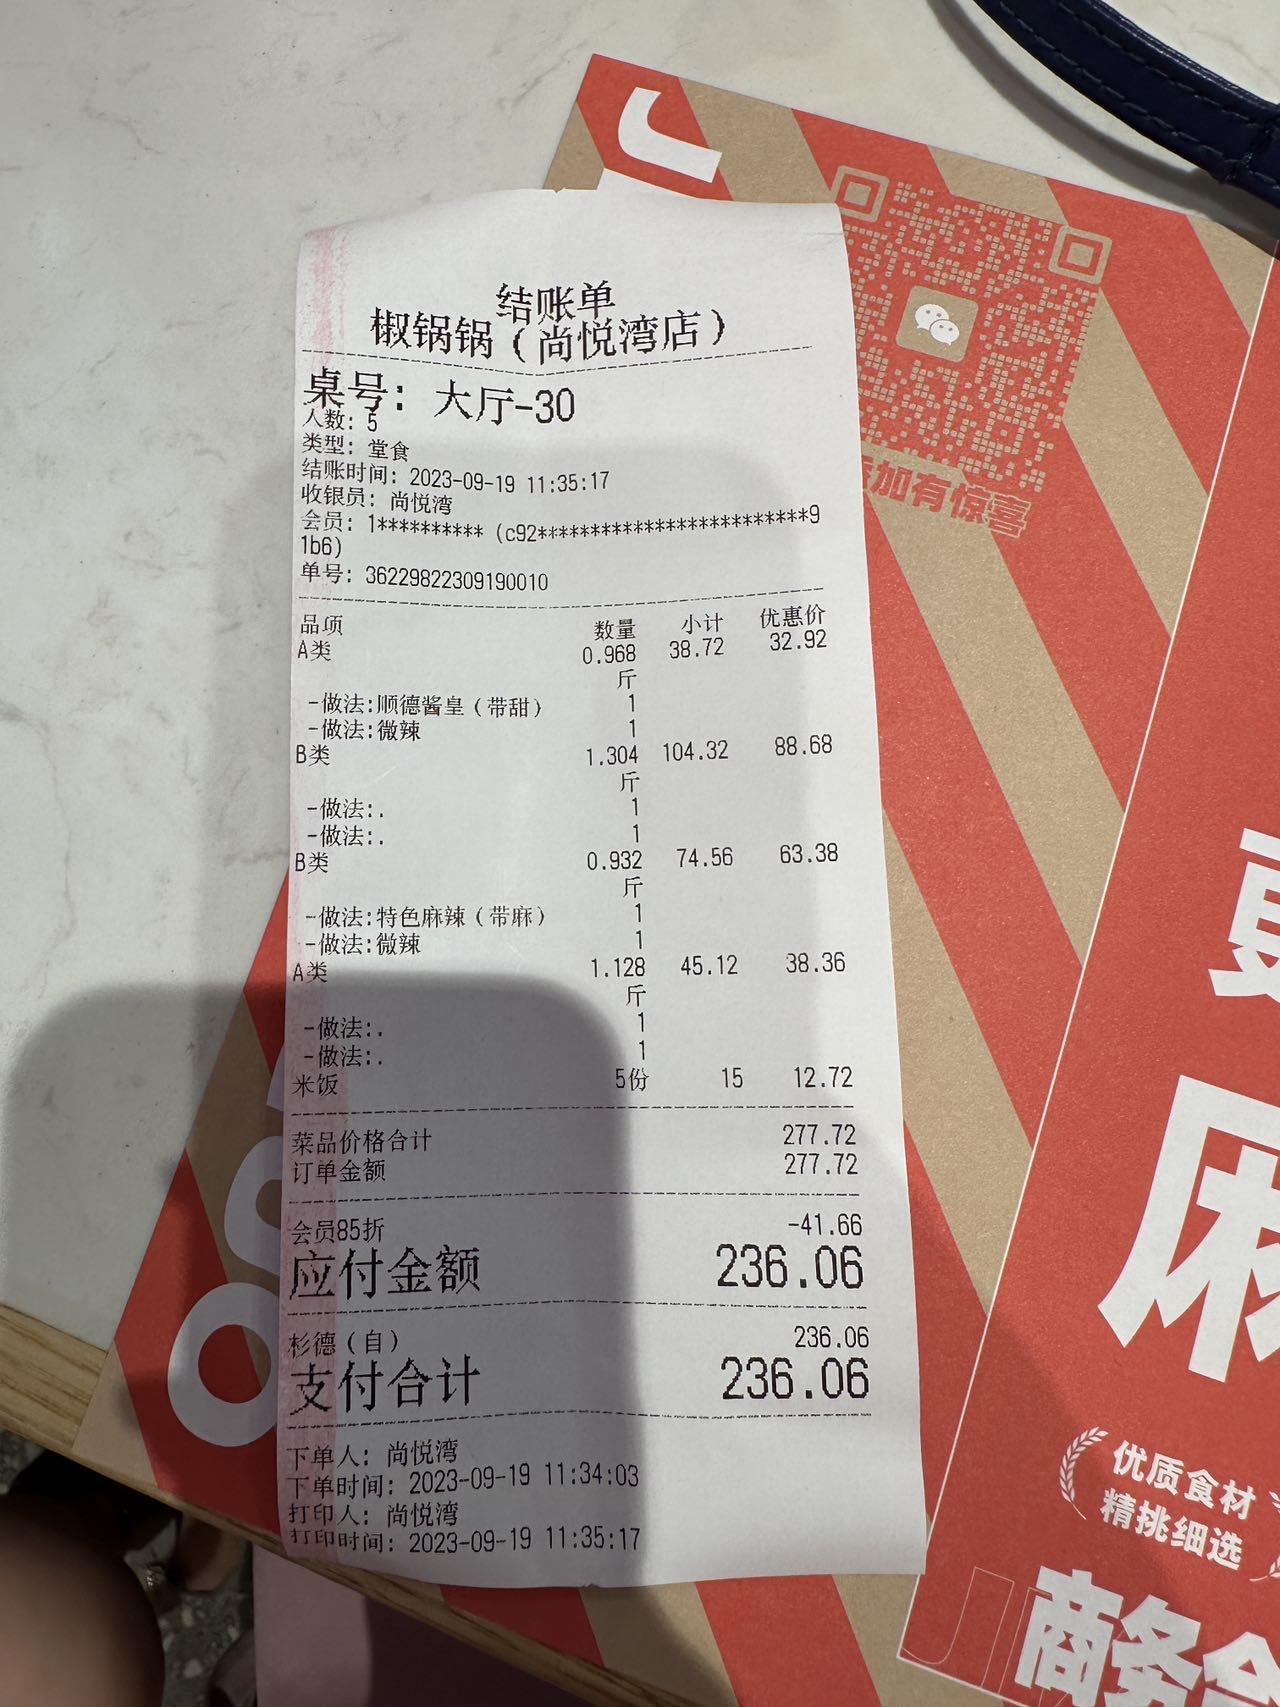 结账单
椒锅锅（尚悦湾店）
桌号：大厅-30
人数：5
类型：堂食
结账时间：2023-09-19 11:35:17
收银员：尚悦湾
会员：1********** (c92*************************9
1b6)
单号：36229822309190010
品项 数量 小计 优惠价
A类 0.968 38.72 32.92
斤
-做法:顺德酱皇（带甜） 1
-做法:微辣 1
B类 1.304 104.32 88.68
斤
-做法:. 1
-做法:. 1
B类 0.932 74.56 63.38
斤
-做法:特色麻辣（带麻） 1
-做法:微辣 1
A类 1.128 45.12 38.36
斤
-做法:. 1
-做法:. 1
米饭 5份 15 12.72
菜品价格合计 277.72
订单金额 277.72
会员85折 -41.66
应付金额 236.06
杉德（自） 236.06
支付合计 236.06
下单人：尚悦湾
下单时间：2023-09-19 11:34:03
打印人：尚悦湾
打印时间：2023-09-19 11:35:17
加有惊喜
优质食材
精挑细选
商务